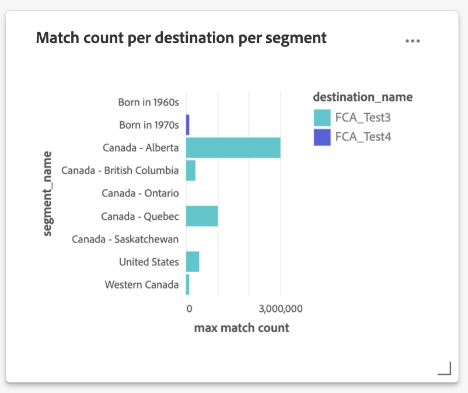 Match count per destination per segment
destination_name
FCA_Test3
FCA_Test4
segment_name
Born in 1960s
Born in 1970s
Canada - Alberta
Canada - British Columbia
Canada - Ontario
Canada - Quebec
Canada - Saskatchewan
United States
Western Canada
0 3,000,000
max match count